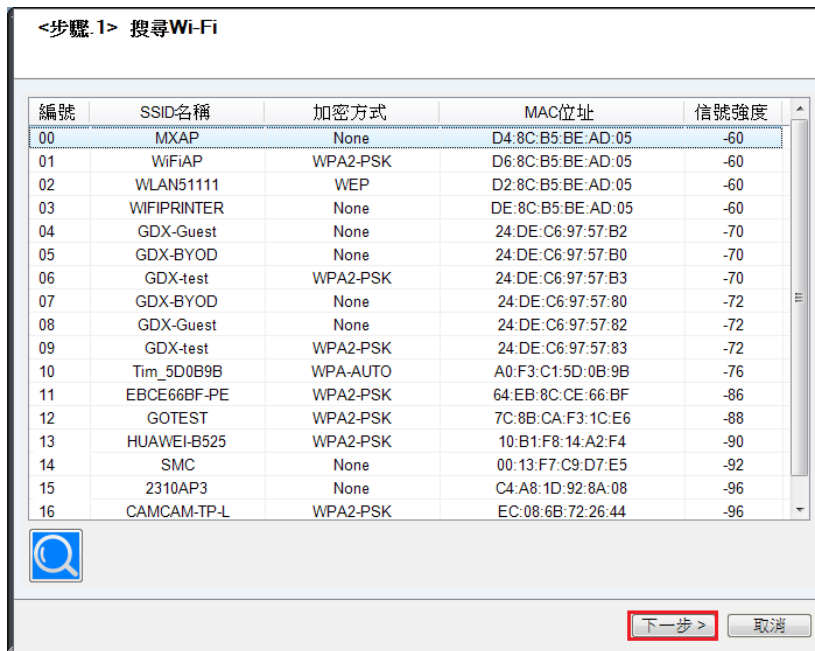 <步驟.1> 搜尋Wi-Fi
編號 SSID名稱 加密方式 MAC位址 信號強度
00 MXAP None D4:8C:B5:BE:AD:05 -60
01 WiFiAP WPA2-PSK D6:8C:B5:BE:AD:05 -60
02 WLAN51111 WEP D2:8C:B5:BE:AD:05 -60
03 WIFIPRINTER None DE:8C:B5:BE:AD:05 -60
04 GDX-Guest None 24:DE:C6:97:57:B2 -70
05 GDX-BYOD None 24:DE:C6:97:57:B0 -70
06 GDX-test WPA2-PSK 24:DE:C6:97:57:B3 -70
07 GDX-BYOD None 24:DE:C6:97:57:80 -72
08 GDX-Guest None 24:DE:C6:97:57:82 -72
09 GDX-test WPA2-PSK 24:DE:C6:97:57:83 -72
10 Tim_5D0B9B WPA-AUTO A0:F3:C1:5D:0B:9B -76
11 EBCE66BF-PE WPA2-PSK 64:EB:8C:CE:66:BF -86
12 GOTEST WPA2-PSK 7C:8B:CA:F3:1C:E6 -88
13 HUAWEI-B525 WPA2-PSK 10:B1:F8:14:A2:F4 -90
14 SMC None 00:13:F7:C9:D7:E5 -92
15 2310AP3 None C4:A8:1D:92:8A:08 -96
16 CAMCAM-TP-L WPA2-PSK EC:08:6B:72:26:44 -96
下一步 > 取消